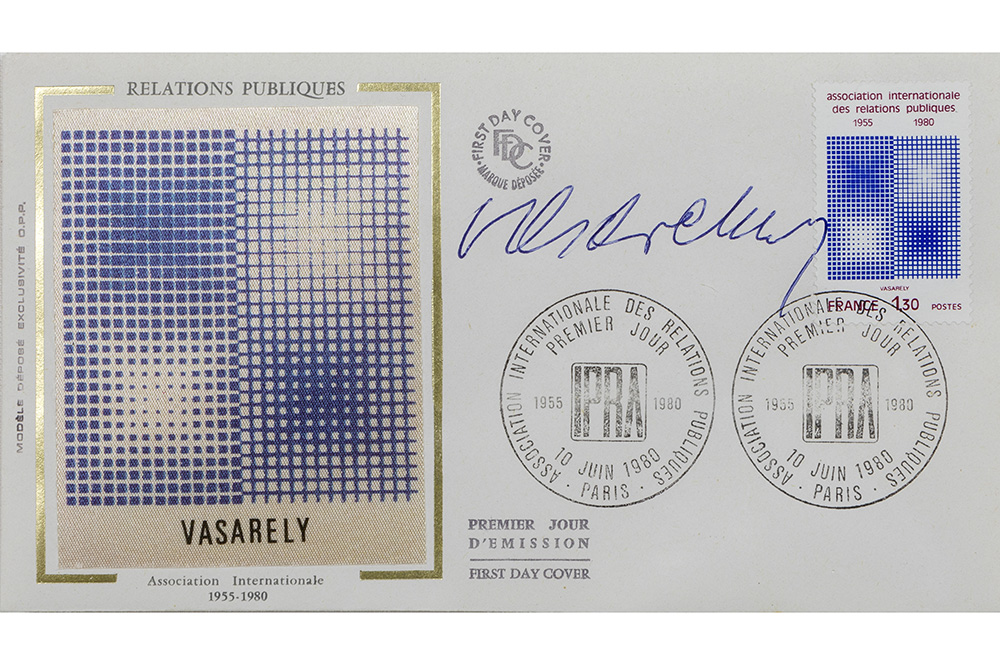 RELATIONS PUBLIQUES
MODÈLE DÉPOSÉ EXCLUSIVITÉ O.P.P.
VASARELY
Association Internationale
1955-1980
FIRST DAY COVER
FDC
MARQUE DÉPOSÉE
Vasarely
association internationale
des relations publiques
1955 1980
VASARELY
FRANCE 1,30 POSTES
ASSOCIATION INTERNATIONALE DES RELATIONS PUBLIQUES
PREMIER JOUR
1955 IPRA 1980
10 JUIN 1980
PARIS
ASSOCIATION INTERNATIONALE DES RELATIONS PUBLIQUES
PREMIER JOUR
1955 IPRA 1980
10 JUIN 1980
PARIS
PREMIER JOUR
D'EMISSION
FIRST DAY COVER